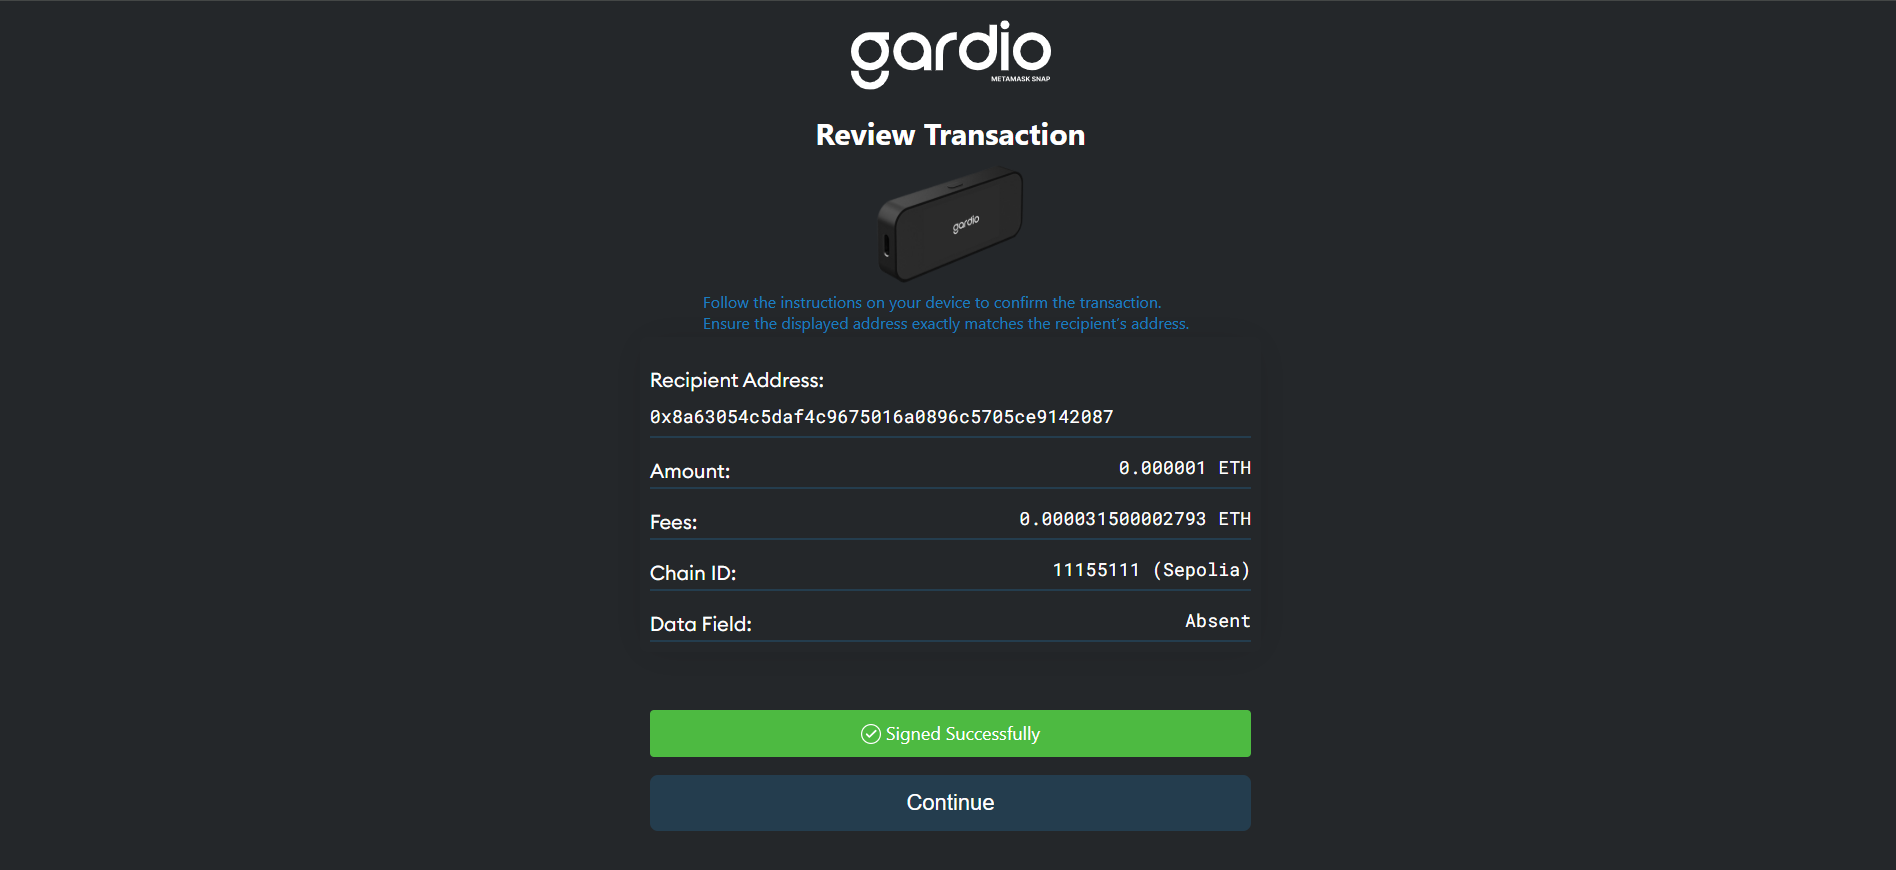 gardio
METAMASK SNAP
Review Transaction
gardio
Follow the instructions on your device to confirm the transaction.
Ensure the displayed address exactly matches the recipient's address.
Recipient Address:
0x8a63054c5daf4c9675016a0896c5705ce9142087
Amount: 0.000001 ETH
Fees: 0.000031500002793 ETH
Chain ID: 11155111 (Sepolia)
Data Field: Absent
Signed Successfully
Continue